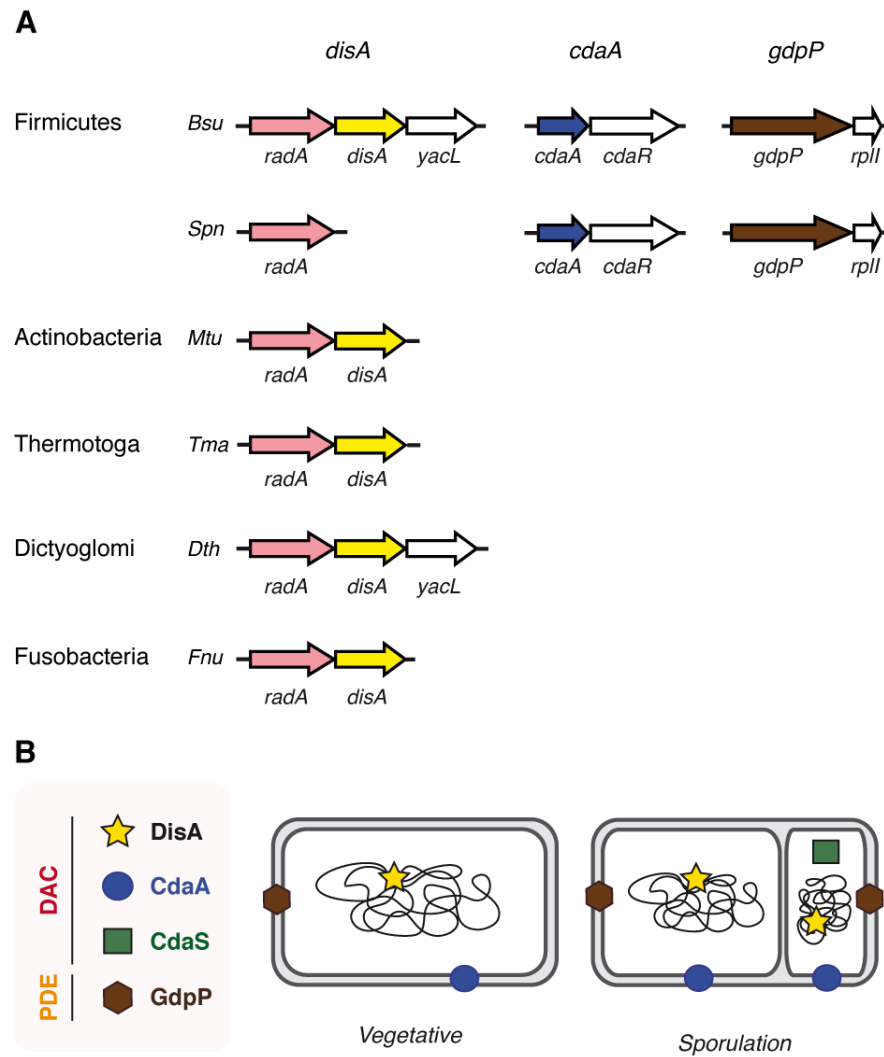 A
disA cdaA gdpP
Firmicutes Bsu
radA disA yacL cdaA cdaR gdpP rplI
Spn
radA cdaA cdaR gdpP rplI
Actinobacteria Mtu
radA disA
Thermotoga Tma
radA disA
Dictyoglomi Dth
radA disA yacL
Fusobacteria Fnu
radA disA
B
DAC
DisA
CdaA
CdaS
PDE
GdpP
Vegetative
Sporulation